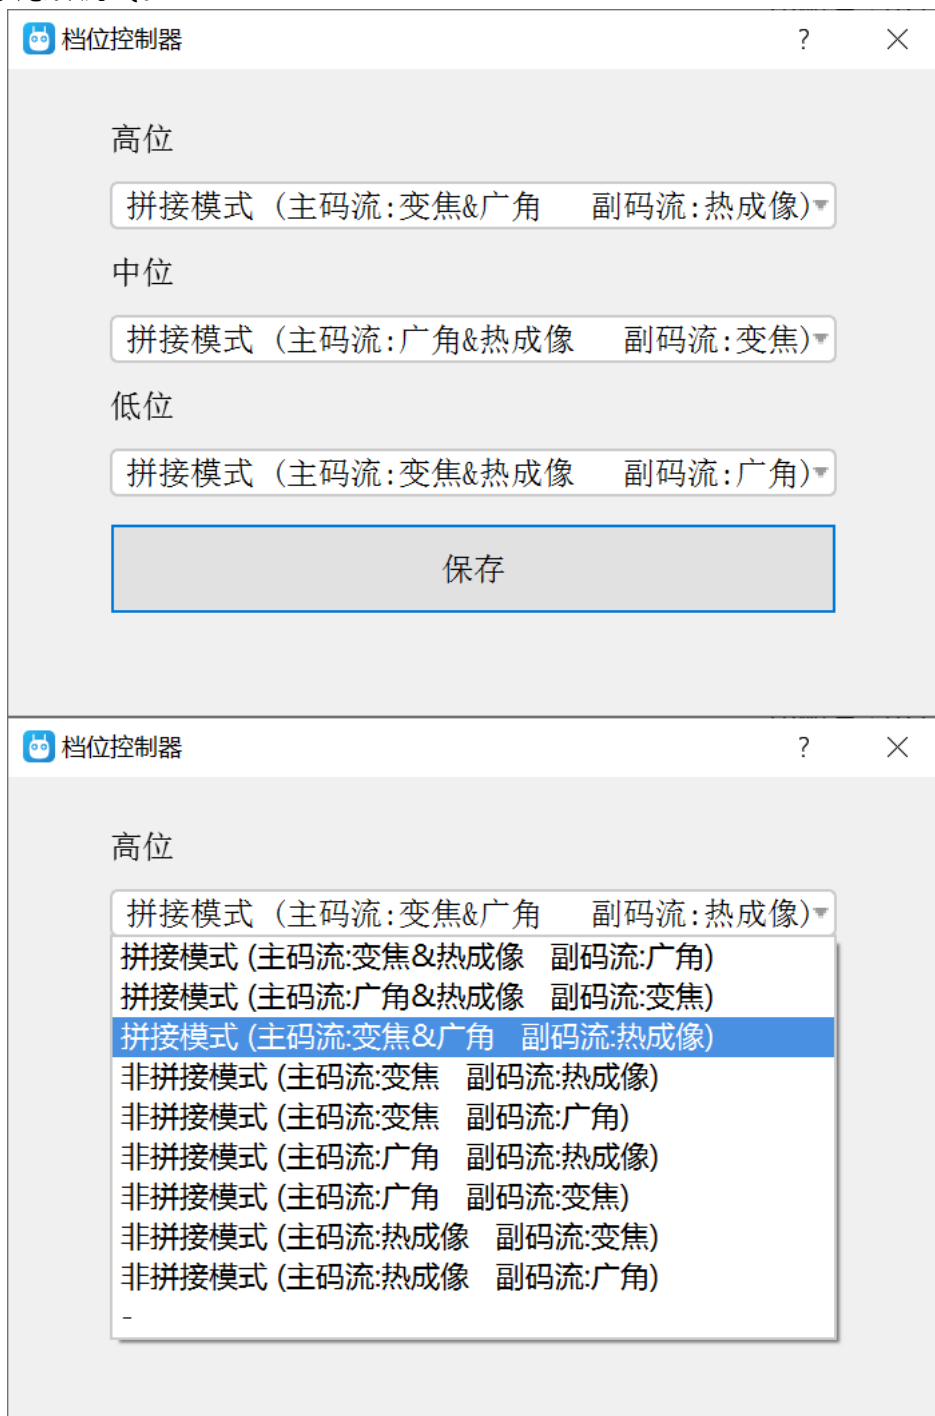 档位控制器 ?
高位
拼接模式 (主码流:变焦&广角 副码流:热成像)
中位
拼接模式 (主码流:广角&热成像 副码流:变焦)
低位
拼接模式 (主码流:变焦&热成像 副码流:广角)
保存
档位控制器 ?
高位
拼接模式 (主码流:变焦&广角 副码流:热成像)
拼接模式 (主码流:变焦&热成像 副码流:广角)
拼接模式 (主码流:广角&热成像 副码流:变焦)
拼接模式 (主码流:变焦&广角 副码流:热成像)
非拼接模式 (主码流:变焦 副码流:热成像)
非拼接模式 (主码流:变焦 副码流:广角)
非拼接模式 (主码流:广角 副码流:热成像)
非拼接模式 (主码流:广角 副码流:变焦)
非拼接模式 (主码流:热成像 副码流:变焦)
非拼接模式 (主码流:热成像 副码流:广角)
-